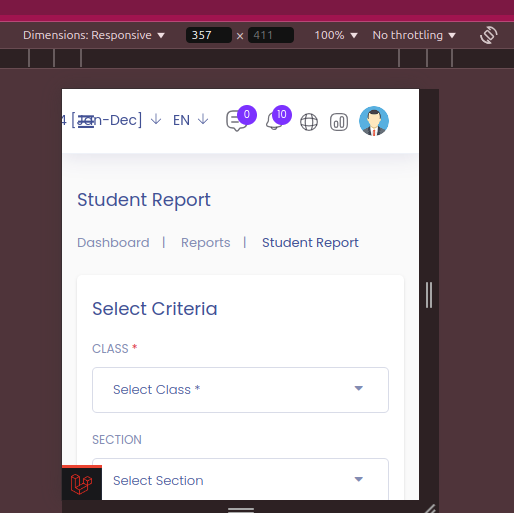 Dimensions: Responsive 357 × 411 100% No throttling
4 [Jan-Dec] EN 0 10
Student Report
Dashboard | Reports | Student Report
Select Criteria
CLASS *
Select Class *
SECTION
Select Section